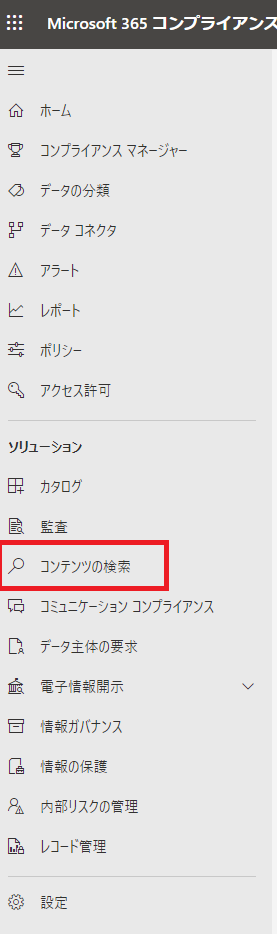 Microsoft 365 コンプライアンス
ホーム
コンプライアンス マネージャー
データの分類
データ コネクタ
アラート
レポート
ポリシー
アクセス許可
ソリューション
カタログ
監査
コンテンツの検索
コミュニケーション コンプライアンス
データ主体の要求
電子情報開示
情報ガバナンス
情報の保護
内部リスクの管理
レコード管理
設定